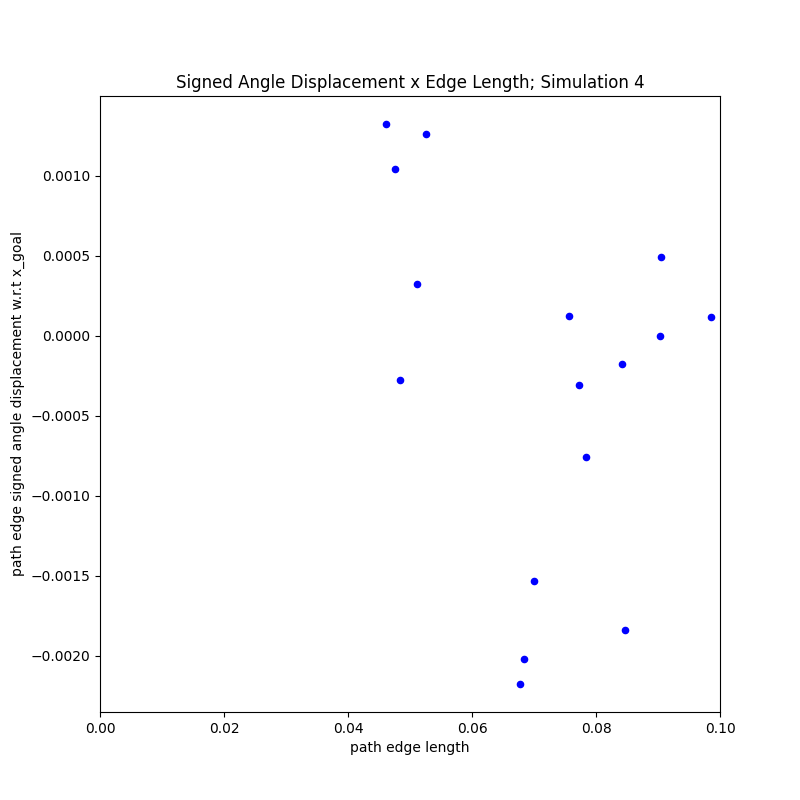 Signed Angle Displacement x Edge Length; Simulation 4
path edge signed angle displacement w.r.t x_goal
0.0010
0.0005
0.0000
−0.0005
−0.0010
−0.0015
−0.0020
0.00 0.02 0.04 0.06 0.08 0.10
path edge length